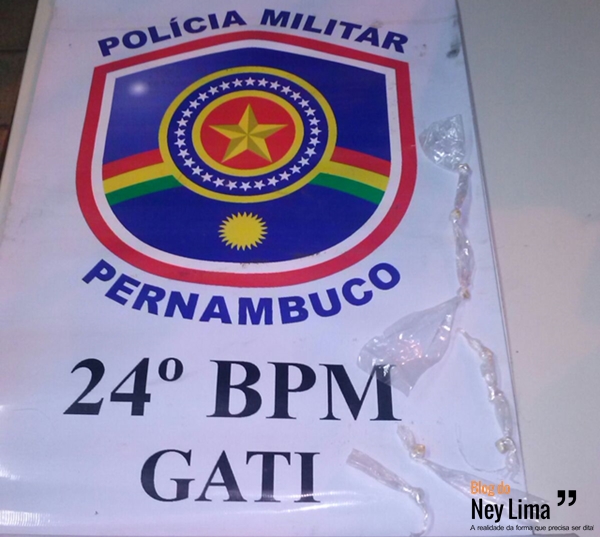 POLÍCIA MILITAR
PERNAMBUCO
24º BPM
GATI
Blog do
Ney Lima ”
A realidade da forma que precisa ser dita